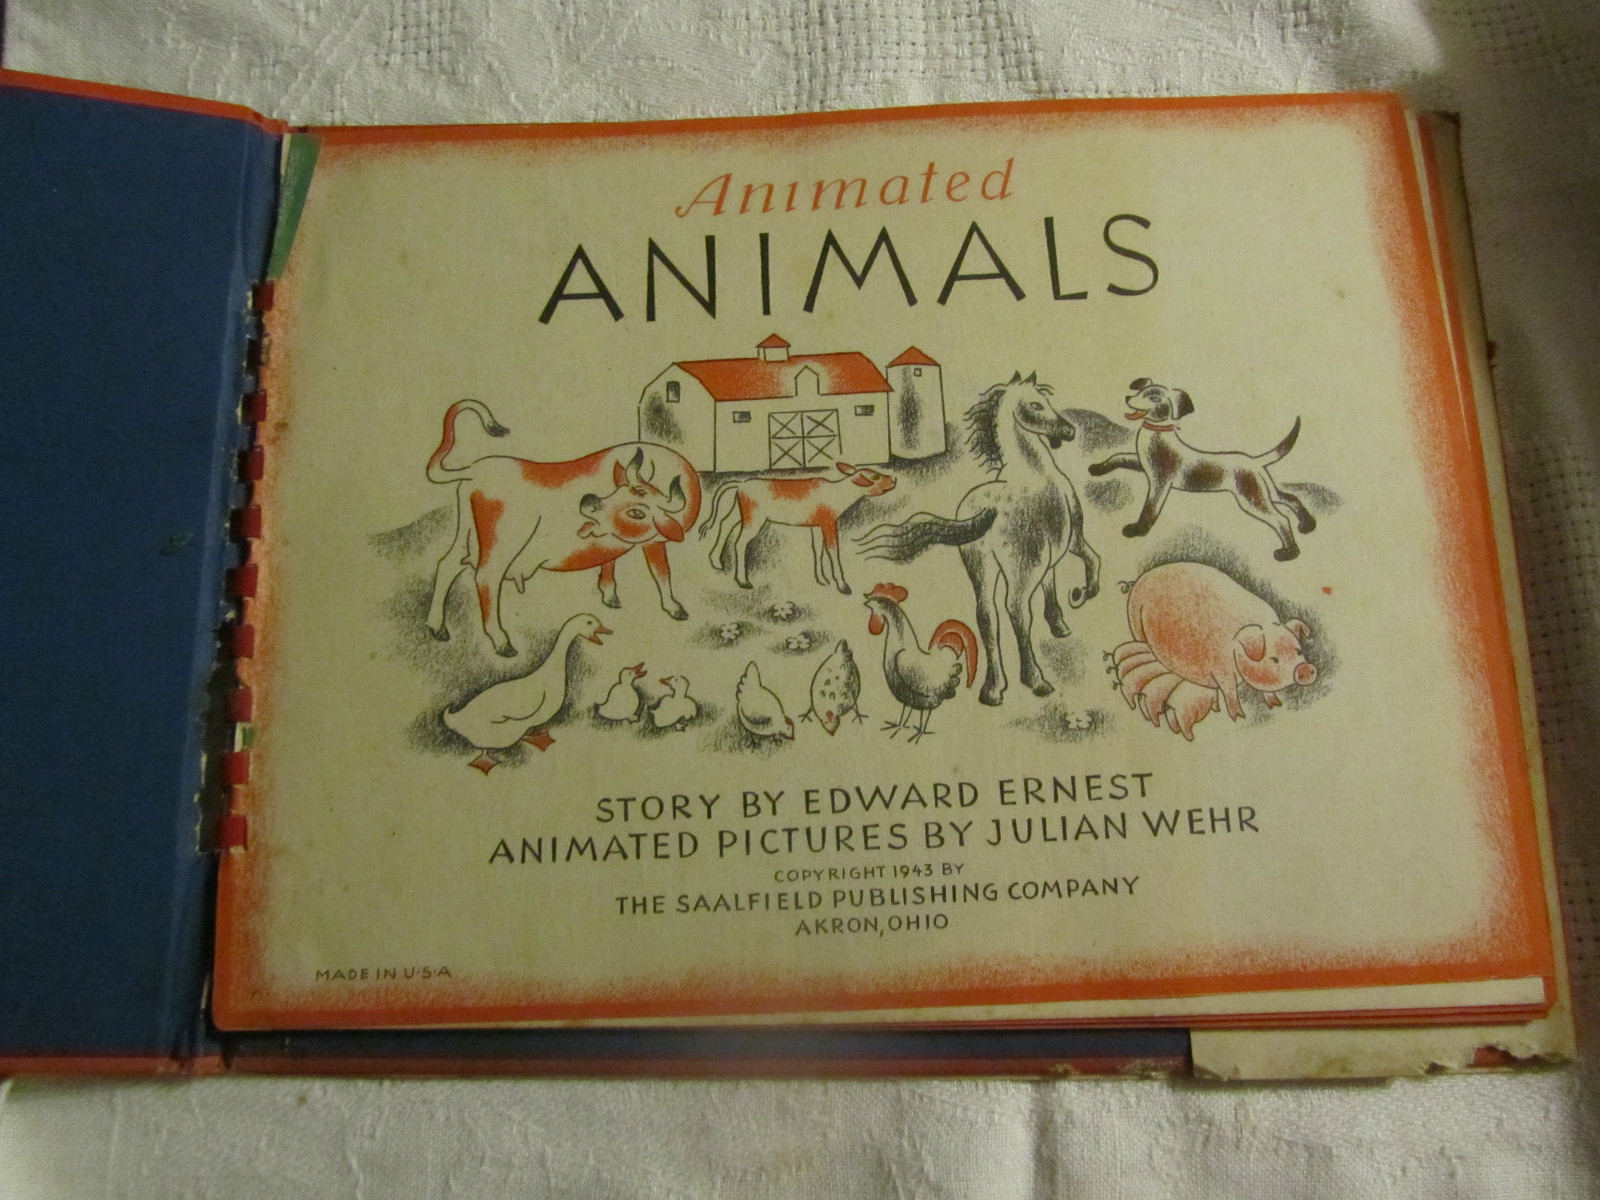 Animated
ANIMALS
STORY BY EDWARD ERNEST
ANIMATED PICTURES BY JULIAN WEHR
COPYRIGHT 1943 BY
THE SAALFIELD PUBLISHING COMPANY
AKRON, OHIO
MADE IN U·S·A